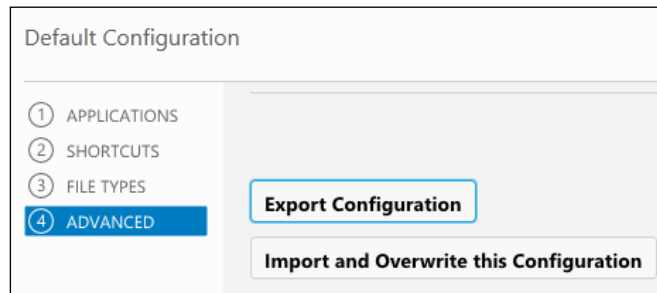 Default Configuration
1 APPLICATIONS
2 SHORTCUTS
3 FILE TYPES
4 ADVANCED
Export Configuration
Import and Overwrite this Configuration